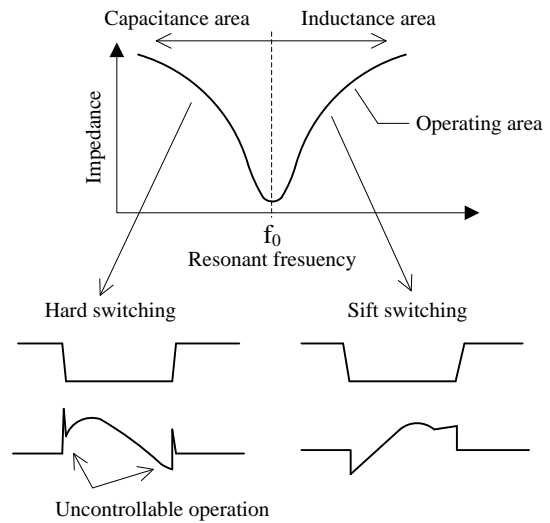 Capacitance area
Inductance area
Impedance
Operating area
f0
Resonant fresuency
Hard switching
Sift switching
Uncontrollable operation